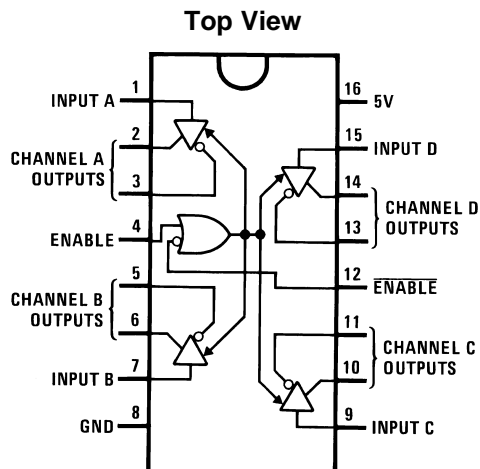 Top View
1
INPUT A
2
CHANNEL A
OUTPUTS
3
4
ENABLE
5
CHANNEL B
OUTPUTS
6
7
INPUT B
8
GND
16
5V
15
INPUT D
14
CHANNEL D
OUTPUTS
13
12
ENABLE
11
CHANNEL C
OUTPUTS
10
9
INPUT C